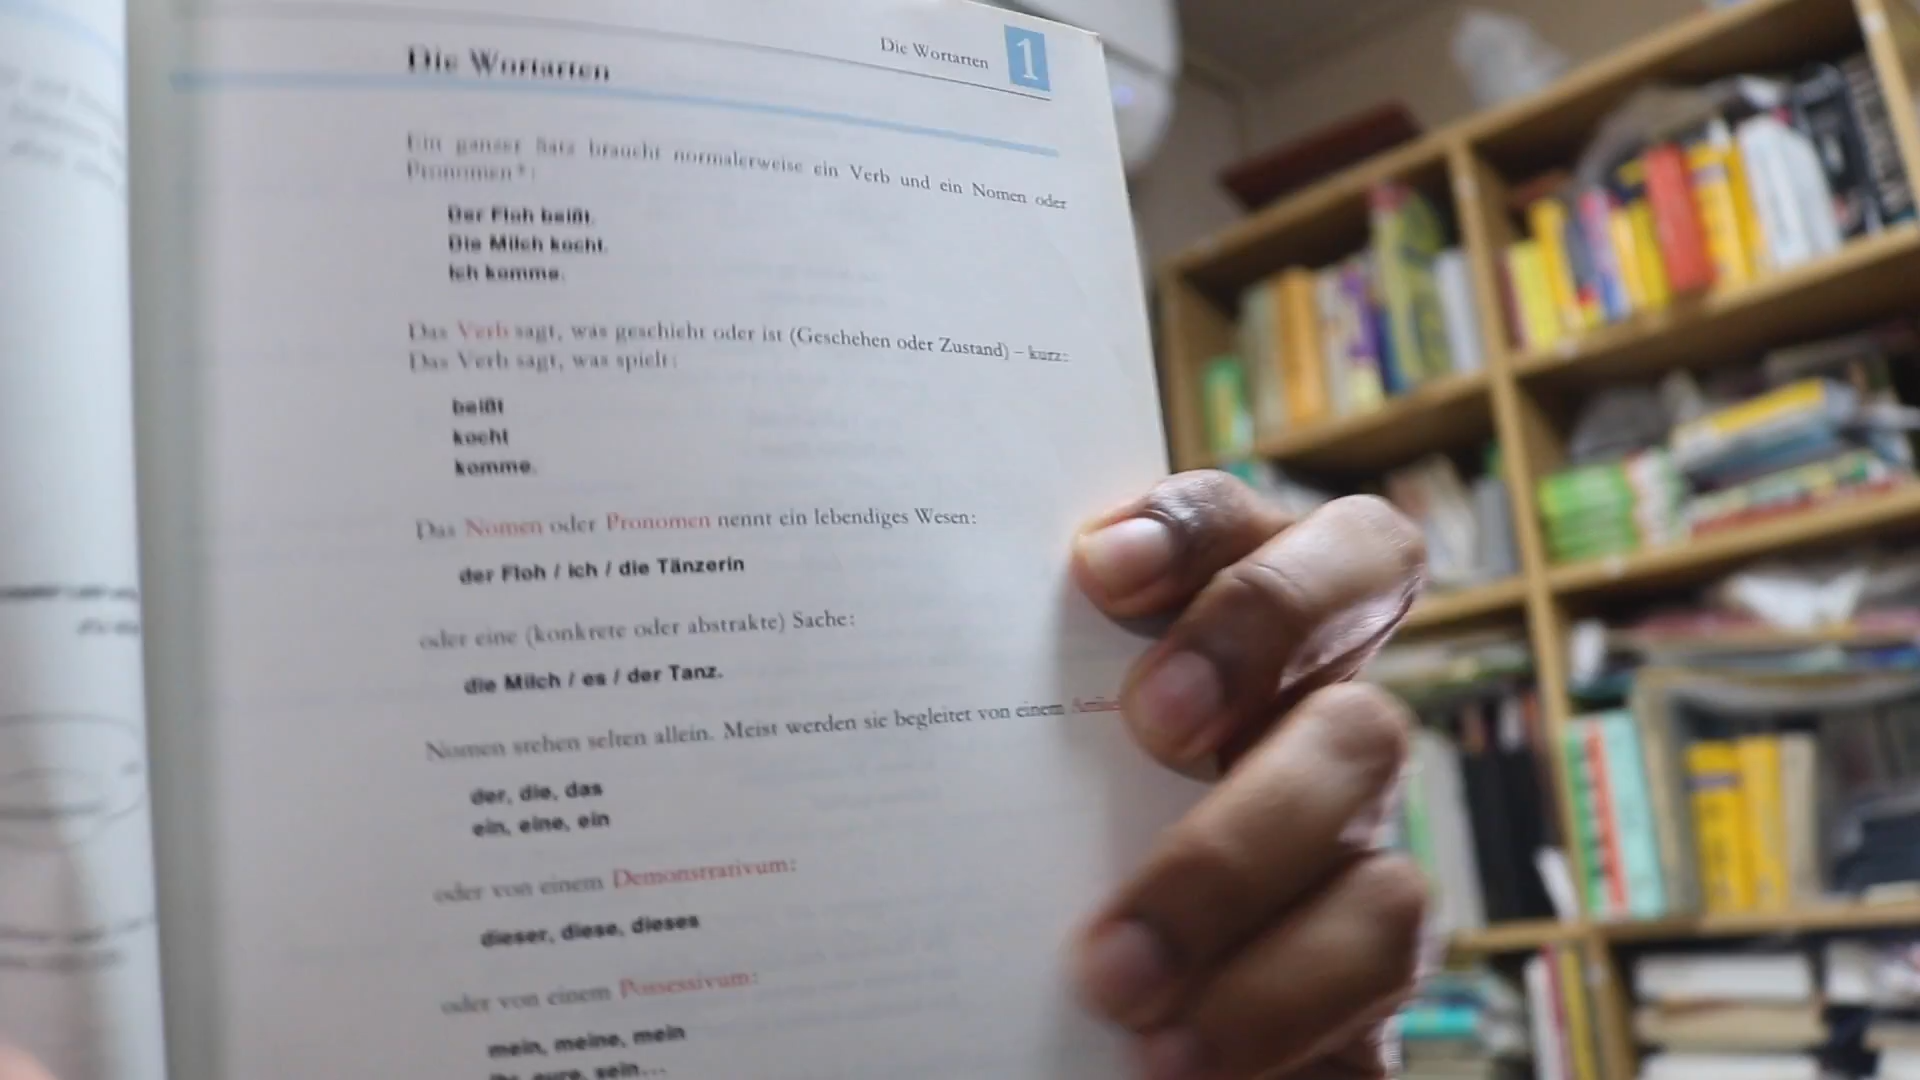 Die Wortarten 1
Die Wortarten
Ein ganzer Satz braucht normalerweise ein Verb und ein Nomen oder
Pronomen*:
Der Floh beißt.
Die Milch kocht.
Ich komme.
Das Verb sagt, was geschieht oder ist (Geschehen oder Zustand) – kurz:
Das Verb sagt, was spielt:
beißt
kocht
komme.
Das Nomen oder Pronomen nennt ein lebendiges Wesen:
der Floh / ich / die Tänzerin
oder eine (konkrete oder abstrakte) Sache:
die Milch / es / der Tanz.
Nomen stehen selten allein. Meist werden sie begleitet von einem
der, die, das
ein, eine, ein
oder von einem Demonstrativum:
dieser, diese, dieses
oder von einem Possessivum:
mein, meine, mein
eure, sein...